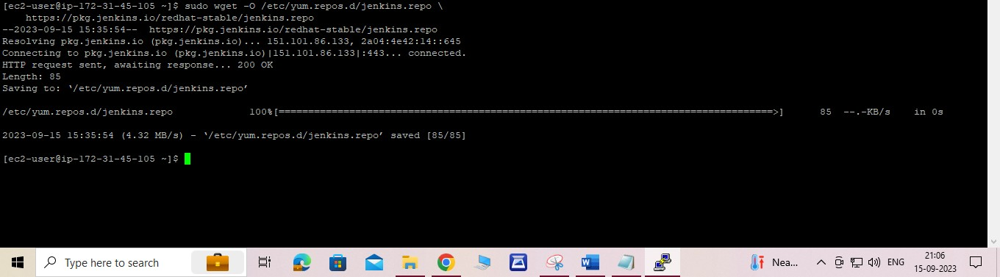 [ec2-user@ip-172-31-45-105 ~]$ sudo wget -O /etc/yum.repos.d/jenkins.repo \
    https://pkg.jenkins.io/redhat-stable/jenkins.repo
--2023-09-15 15:35:54--  https://pkg.jenkins.io/redhat-stable/jenkins.repo
Resolving pkg.jenkins.io (pkg.jenkins.io)... 151.101.86.133, 2a04:4e42:14::645
Connecting to pkg.jenkins.io (pkg.jenkins.io)|151.101.86.133|:443... connected.
HTTP request sent, awaiting response... 200 OK
Length: 85
Saving to: ‘/etc/yum.repos.d/jenkins.repo’
/etc/yum.repos.d/jenkins.repo 100%[====================================================================================>] 85 --.-KB/s in 0s
2023-09-15 15:35:54 (4.32 MB/s) - ‘/etc/yum.repos.d/jenkins.repo’ saved [85/85]
[ec2-user@ip-172-31-45-105 ~]$
Type here to search
Nea... ENG 21:06
15-09-2023